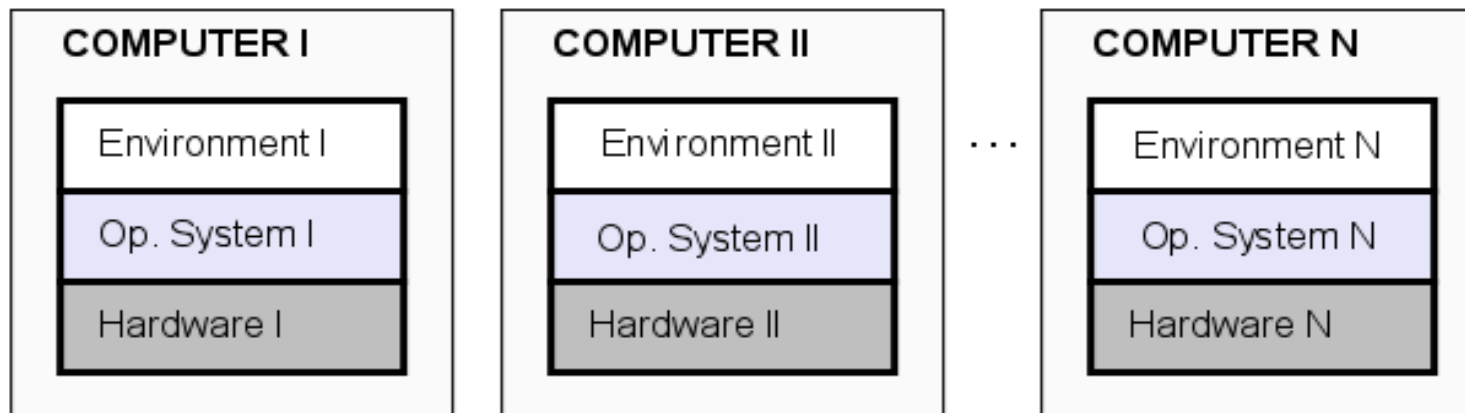 COMPUTER I
Environment I
Op. System I
Hardware I
COMPUTER II
Environment II
Op. System II
Hardware II
...
COMPUTER N
Environment N
Op. System N
Hardware N